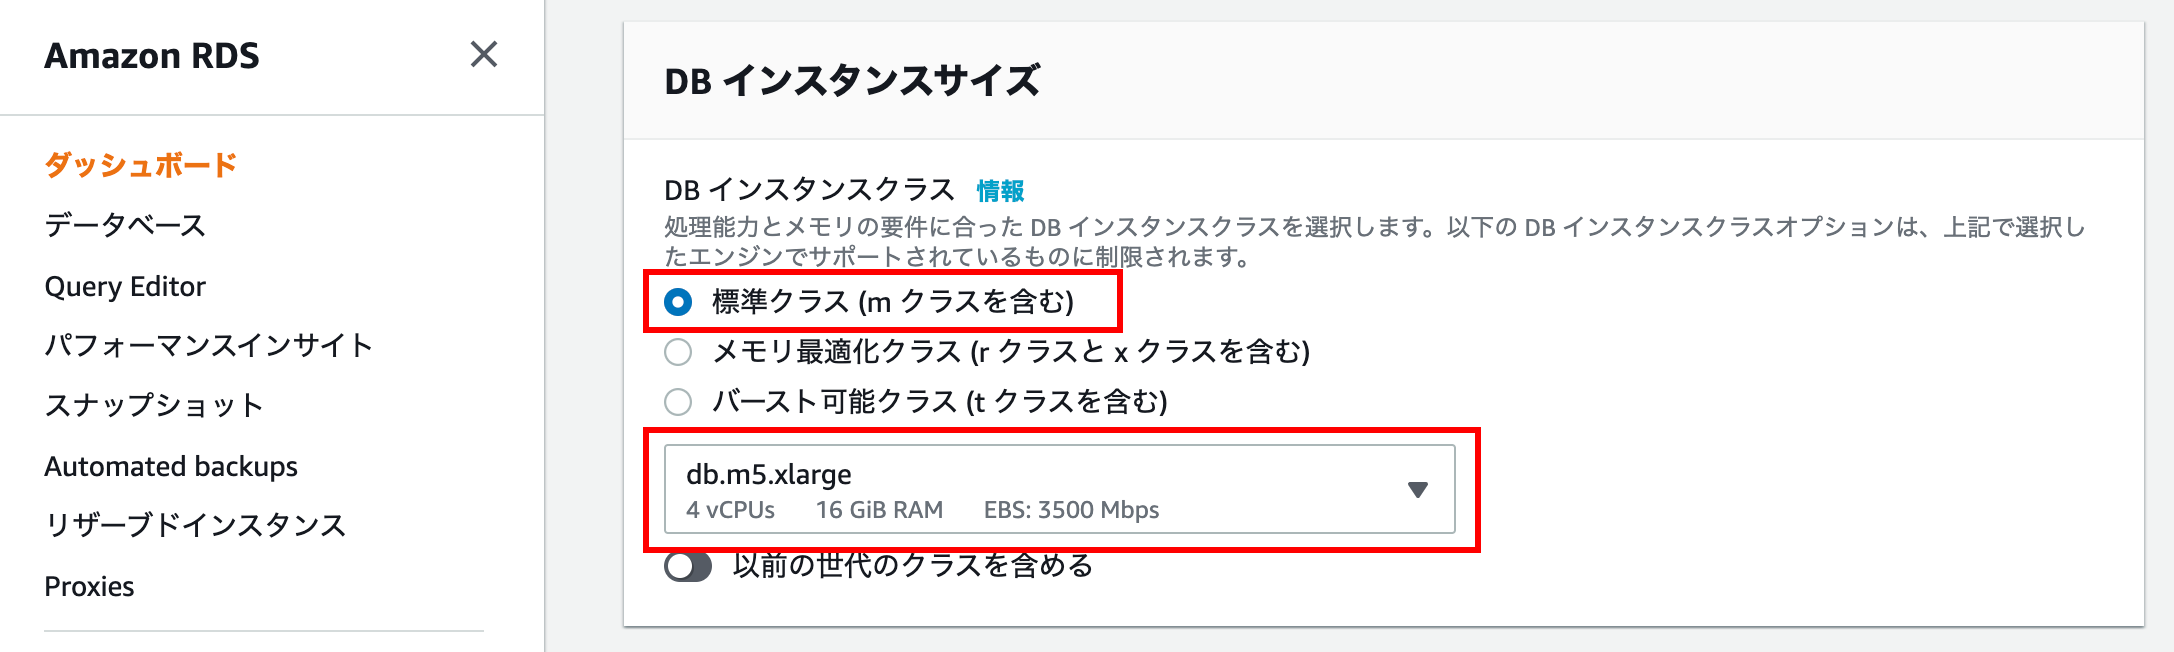 Amazon RDS
ダッシュボード
データベース
Query Editor
パフォーマンスインサイト
スナップショット
Automated backups
リザーブドインスタンス
Proxies
DB インスタンスサイズ
DB インスタンスクラス 情報
処理能力とメモリの要件に合った DB インスタンスクラスを選択します。以下の DB インスタンスクラスオプションは、上記で選択し
たエンジンでサポートされているものに制限されます。
標準クラス (m クラスを含む)
メモリ最適化クラス (r クラスと x クラスを含む)
バースト可能クラス (t クラスを含む)
db.m5.xlarge
4 vCPUs 16 GiB RAM EBS: 3500 Mbps
以前の世代のクラスを含める